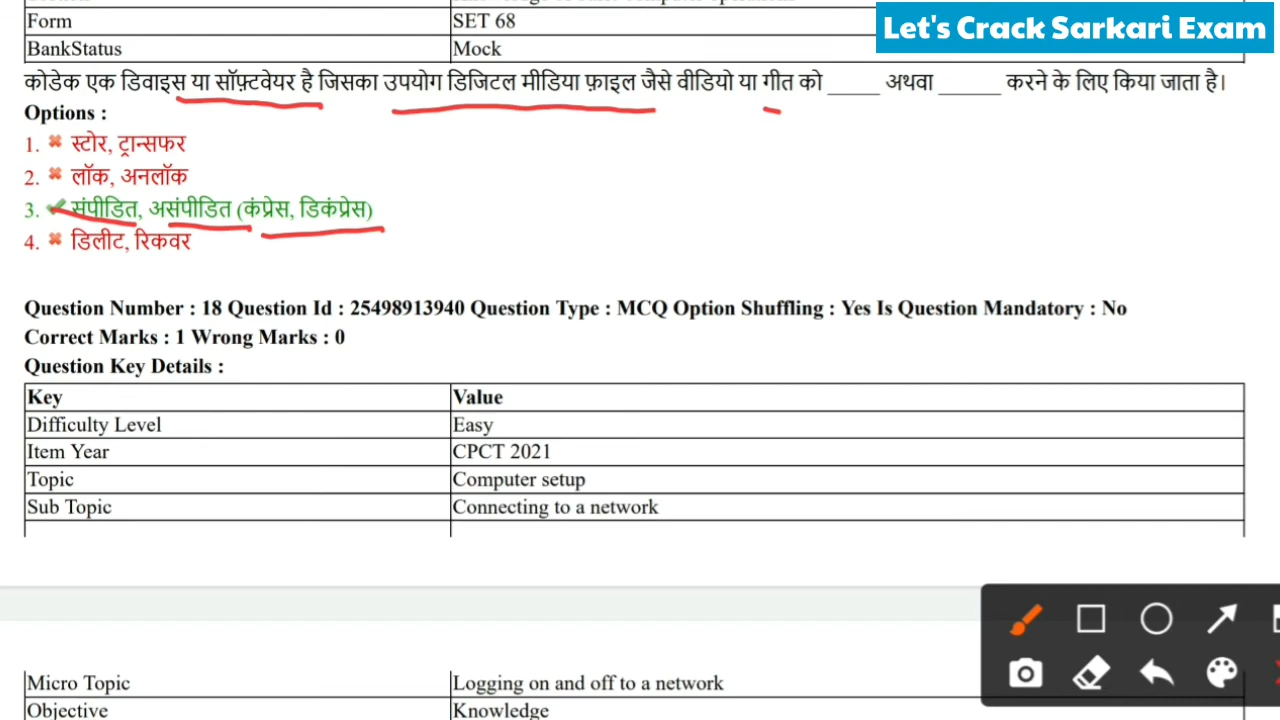 Let's Crack Sarkari Exam
Form SET 68
BankStatus Mock
कोडेक एक डिवाइस या सॉफ़्टवेयर है जिसका उपयोग डिजिटल मीडिया फ़ाइल जैसे वीडियो या गीत को _____ अथवा ______ करने के लिए किया जाता है।
Options :
1. स्टोर, ट्रान्सफर
2. लॉक, अनलॉक
3. संपीडित, असंपीडित (कंप्रेस, डिकंप्रेस)
4. डिलीट, रिकवर
Question Number : 18 Question Id : 25498913940 Question Type : MCQ Option Shuffling : Yes Is Question Mandatory : No
Correct Marks : 1 Wrong Marks : 0
Question Key Details :
Key Value
Difficulty Level Easy
Item Year CPCT 2021
Topic Computer setup
Sub Topic Connecting to a network
Micro Topic Logging on and off to a network
Objective Knowledge